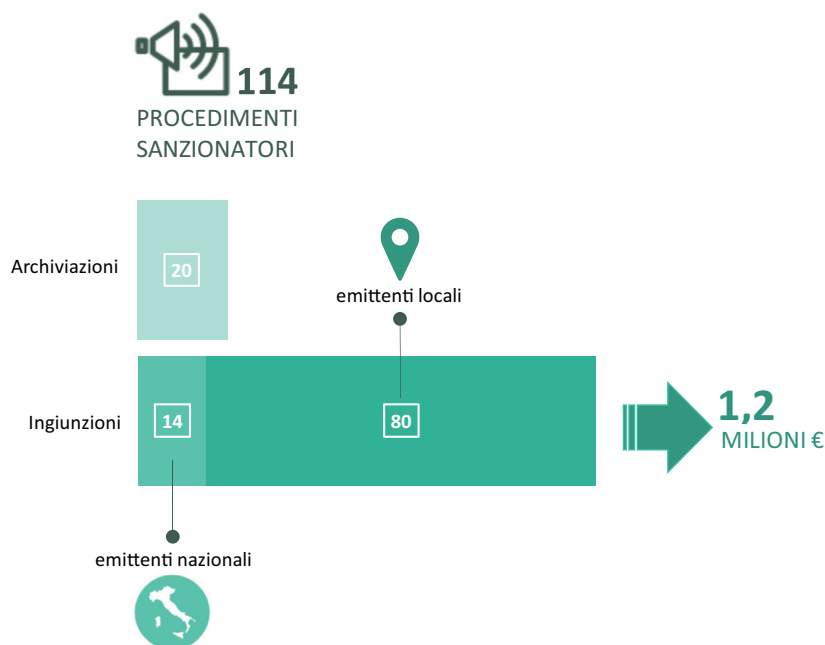 114
PROCEDIMENTI
SANZIONATORI
Archiviazioni
20
emittenti locali
Ingiunzioni
14
80
1,2
MILIONI €
emittenti nazionali